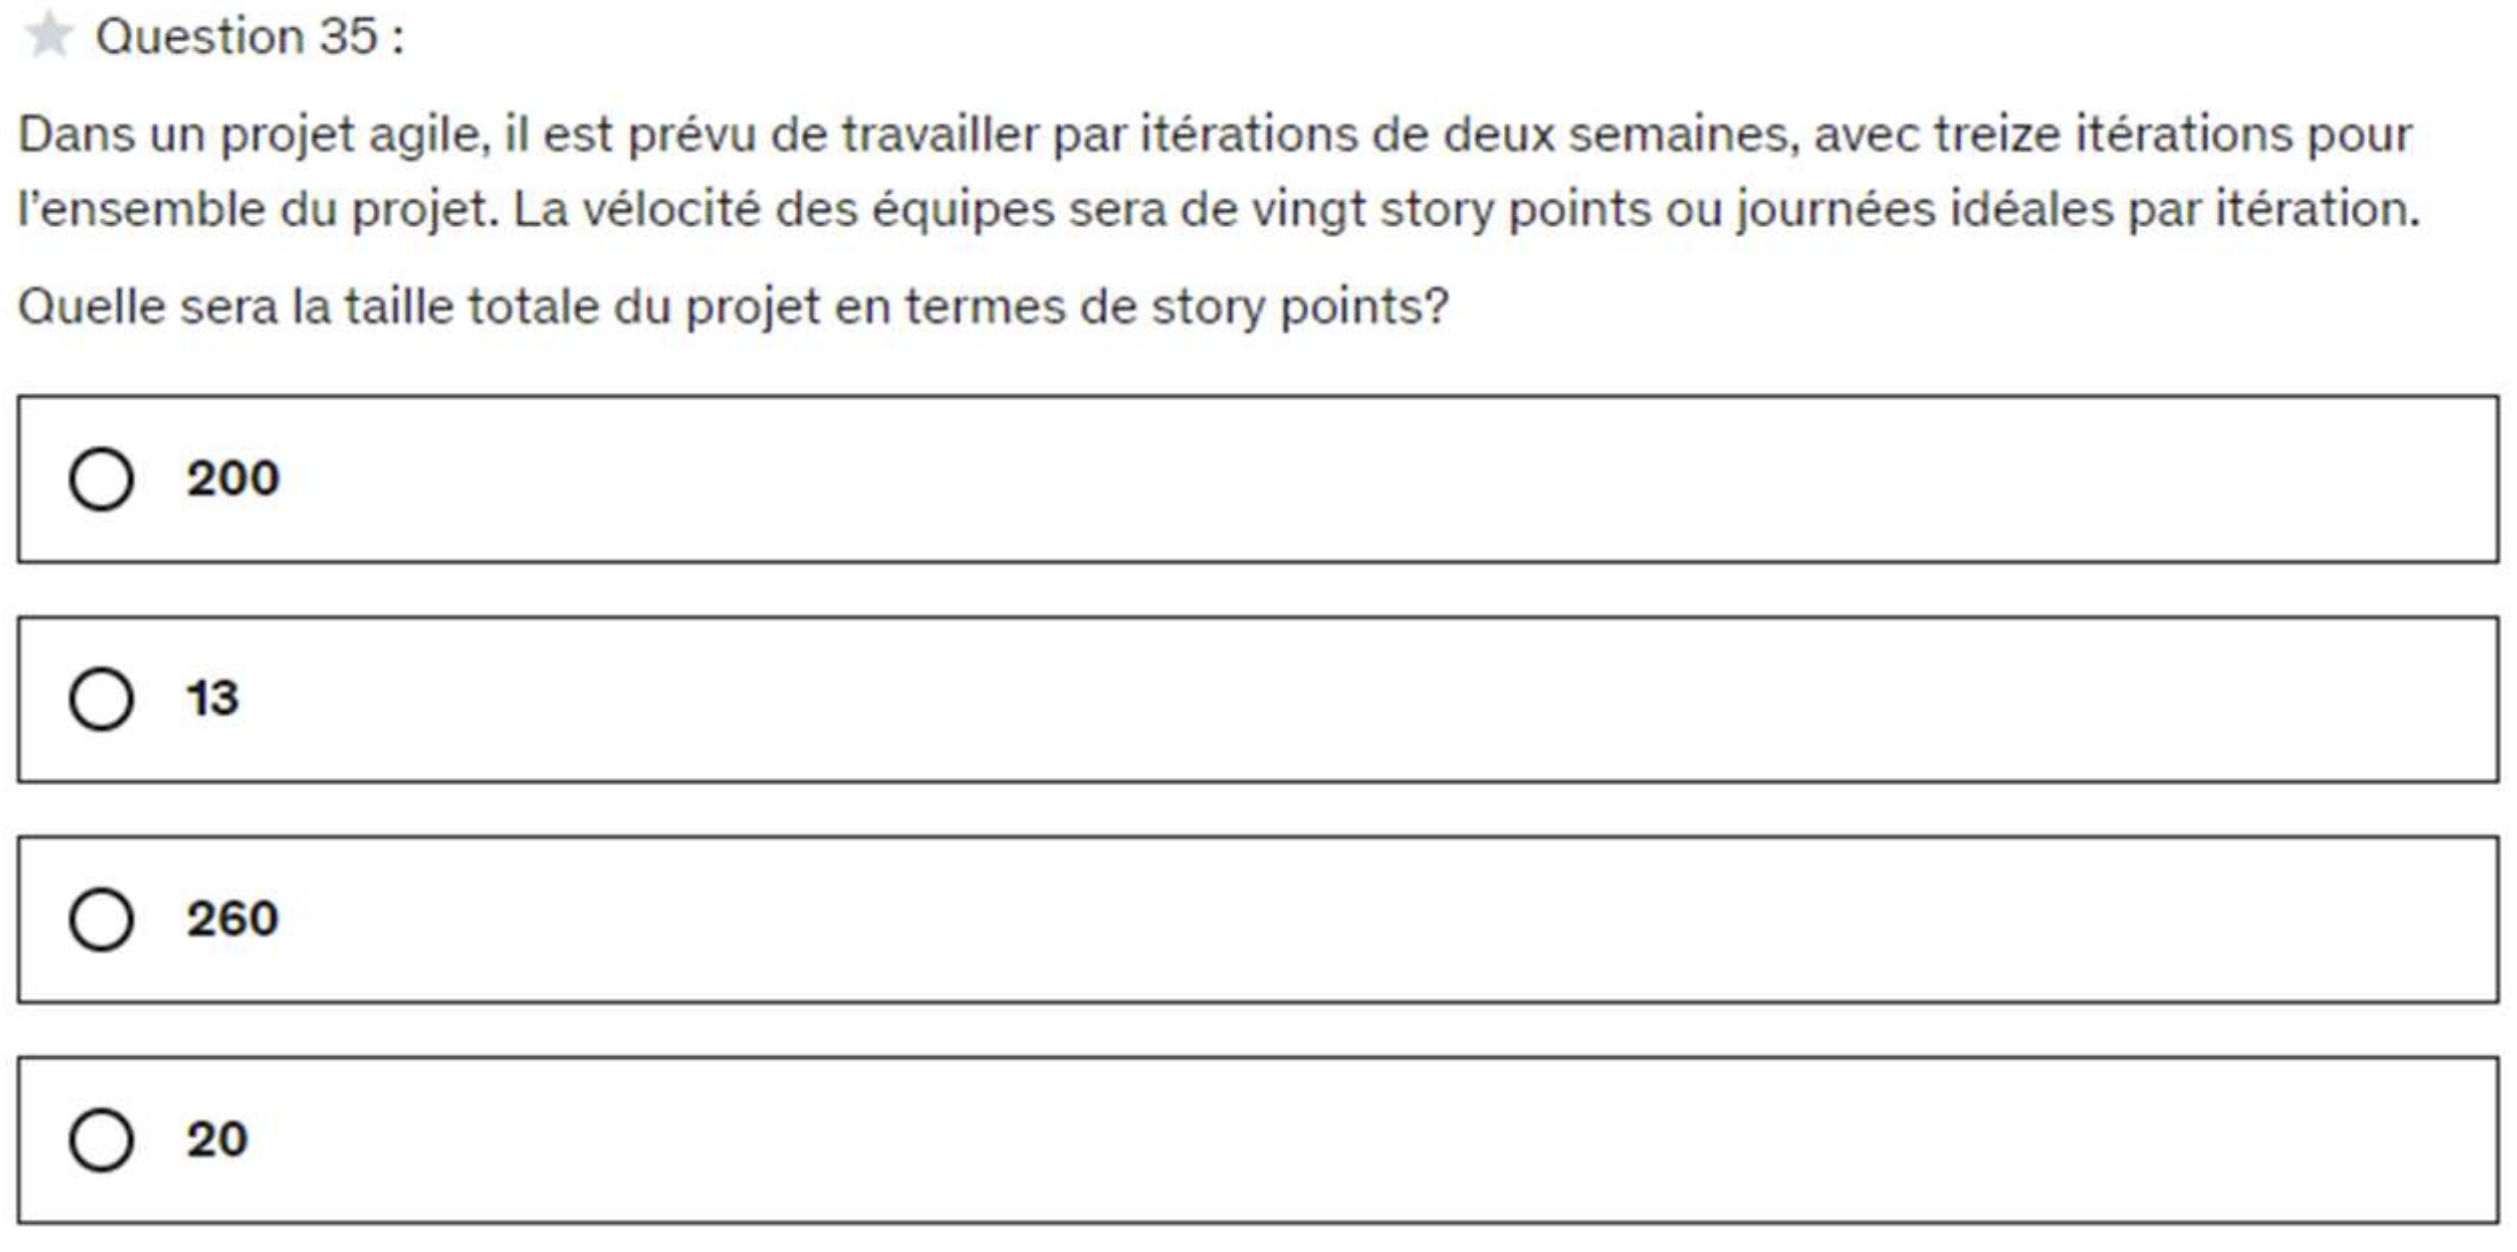 Question 35 :
Dans un projet agile, il est prévu de travailler par itérations de deux semaines, avec treize itérations pour
l’ensemble du projet. La vélocité des équipes sera de vingt story points ou journées idéales par itération.
Quelle sera la taille totale du projet en termes de story points?
200
13
260
20